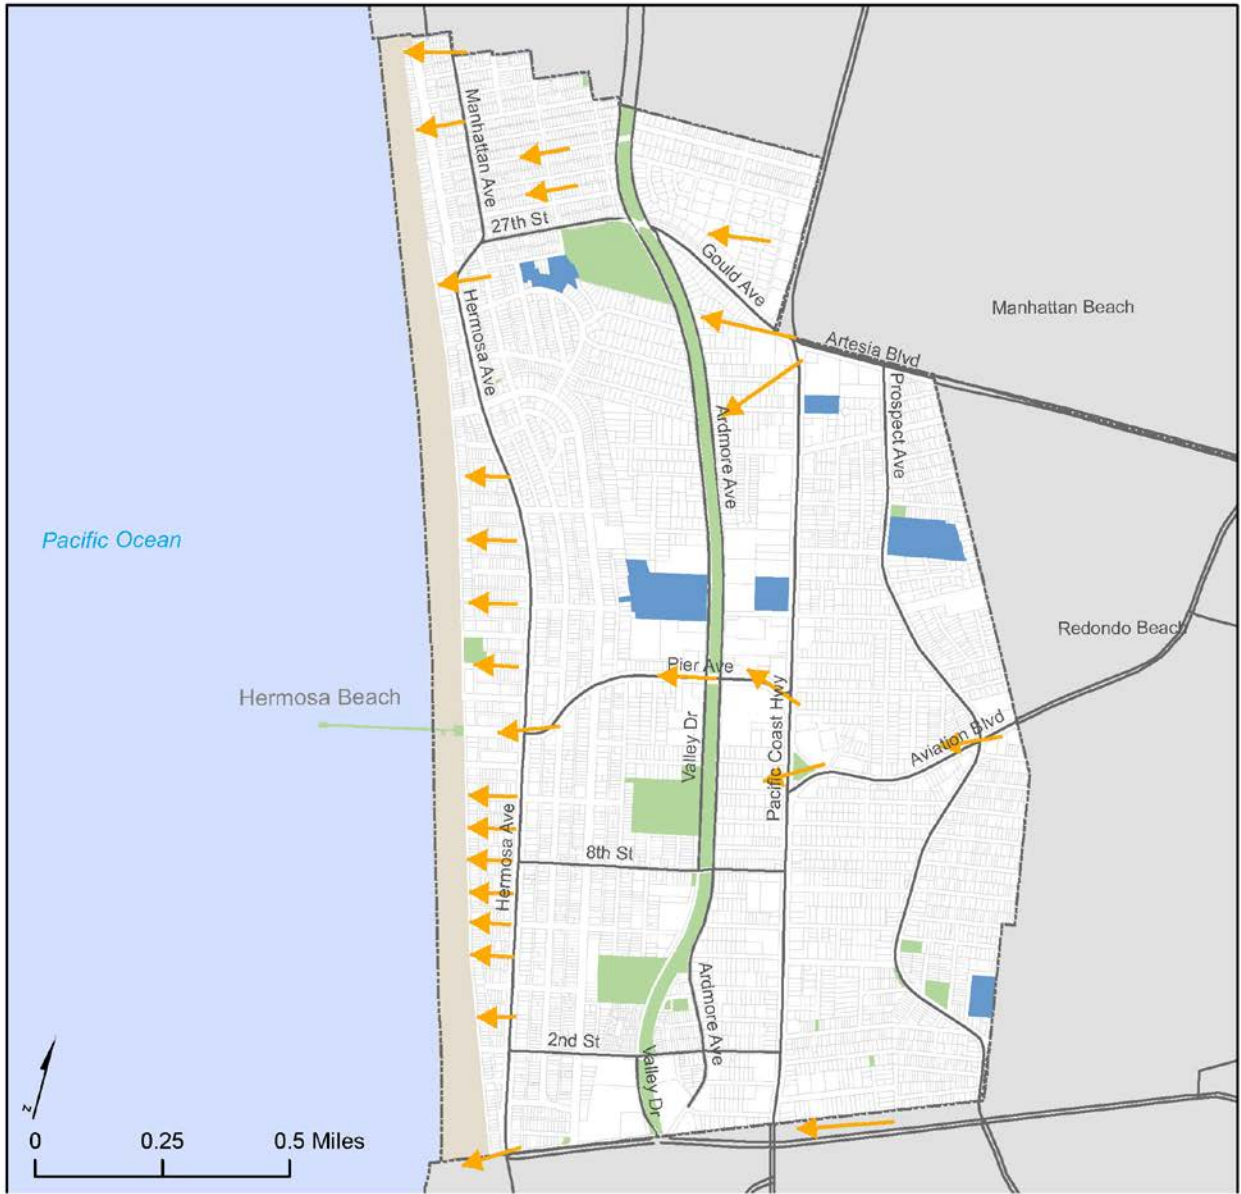 Manhattan Ave
27th St
Gould Ave
Manhattan Beach
Hermosa Ave
Artesia Blvd
Prospect Ave
Ardmore Ave
Pacific Ocean
Redondo Beach
Pier Ave
Hermosa Beach
Valley Dr
Pacific Coast Hwy
Aviation Blvd
Hermosa Ave
8th St
Ardmore Ave
2nd St
Valley Dr
z
0 0.25 0.5 Miles